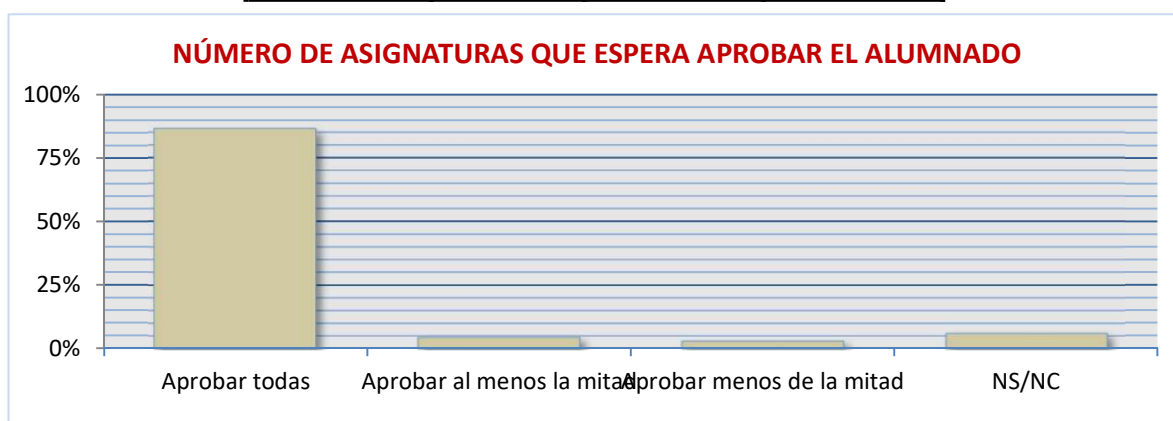 NÚMERO DE ASIGNATURAS QUE ESPERA APROBAR EL ALUMNADO
100%
75%
50%
25%
0%
Aprobar todas
Aprobar al menos la mitad
Aprobar menos de la mitad
NS/NC